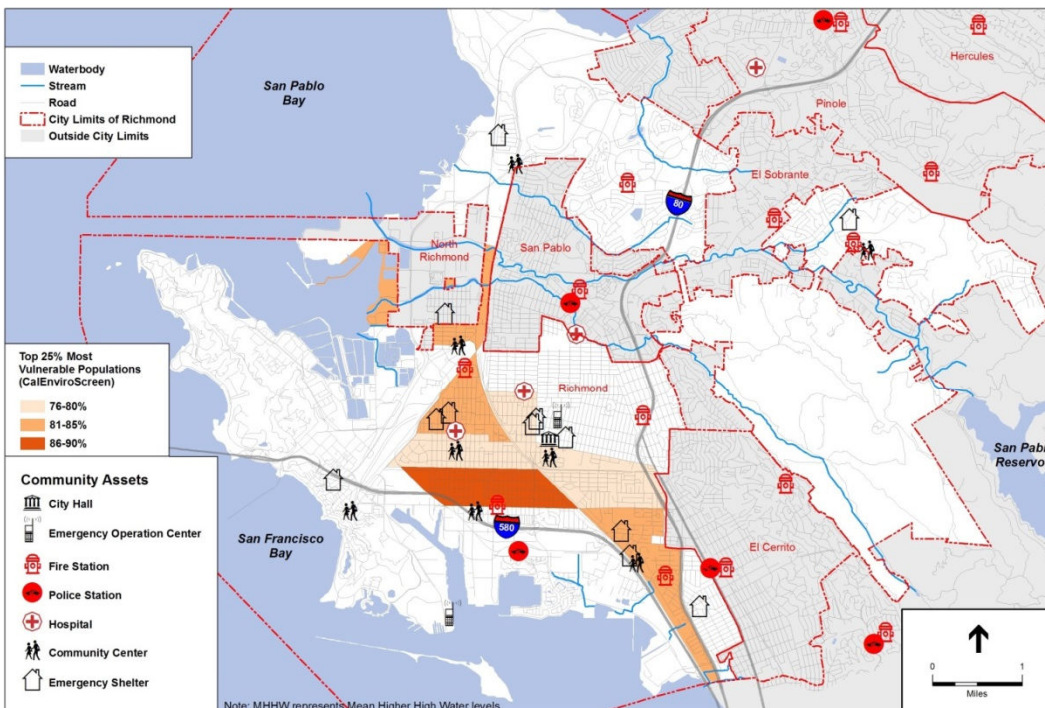 Waterbody
Stream
Road
City Limits of Richmond
Outside City Limits
San Pablo
Bay
Hercules
Pinole
El Sobrante
80
North
Richmond
San Pablo
Top 25% Most
Vulnerable Populations
(CalEnviroScreen)
76-80%
81-85%
86-90%
Richmond
San Pabl
Reservo
Community Assets
City Hall
Emergency Operation Center
Fire Station
Police Station
Hospital
Community Center
Emergency Shelter
San Francisco
Bay
580
El Cerrito
0 1
Miles
Note: MHHW represents Mean Higher High Water levels